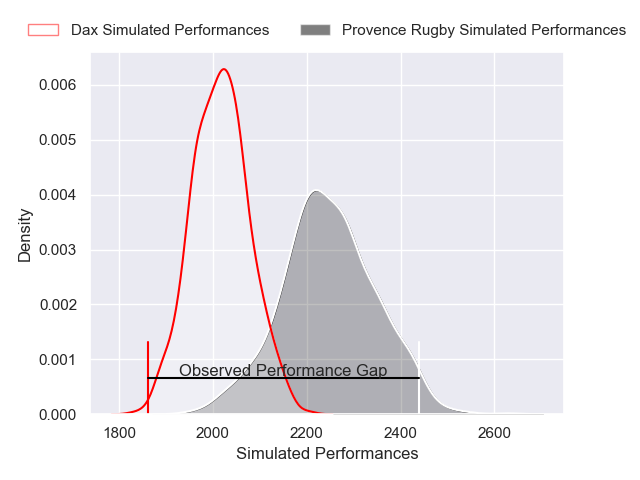 Dax Simulated Performances
Provence Rugby Simulated Performances
0.006
0.005
0.004
0.003
0.002
0.001
0.000
Density
Observed Performance Gap
1800
2000
2200
2400
2600
Simulated Performances